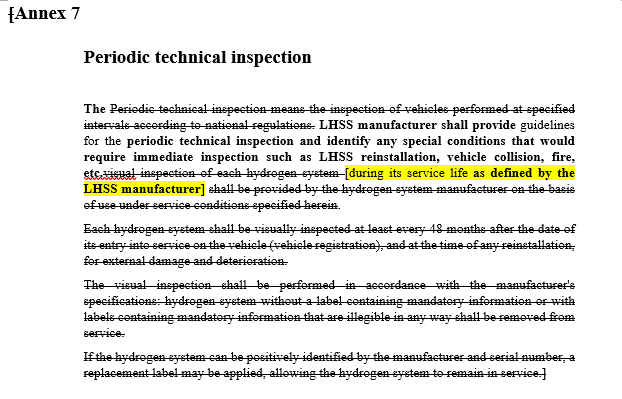 [Annex 7
Periodic technical inspection
The Periodic technical inspection means the inspection of vehicles performed at specified
intervals according to national regulations. LHSS manufacturer shall provide guidelines
for the periodic technical inspection and identify any special conditions that would
require immediate inspection such as LHSS reinstallation, vehicle collision, fire,
etc.visual inspection of each hydrogen system [during its service life as defined by the
LHSS manufacturer] shall be provided by the hydrogen system manufacturer on the basis
of use under service conditions specified herein.
Each hydrogen system shall be visually inspected at least every 48 months after the date of
its entry into service on the vehicle (vehicle registration), and at the time of any reinstallation,
for external damage and deterioration.
The visual inspection shall be performed in accordance with the manufacturer's
specifications: hydrogen system without a label containing mandatory information or with
labels containing mandatory information that are illegible in any way shall be removed from
service.
If the hydrogen system can be positively identified by the manufacturer and serial number, a
replacement label may be applied, allowing the hydrogen system to remain in service.]